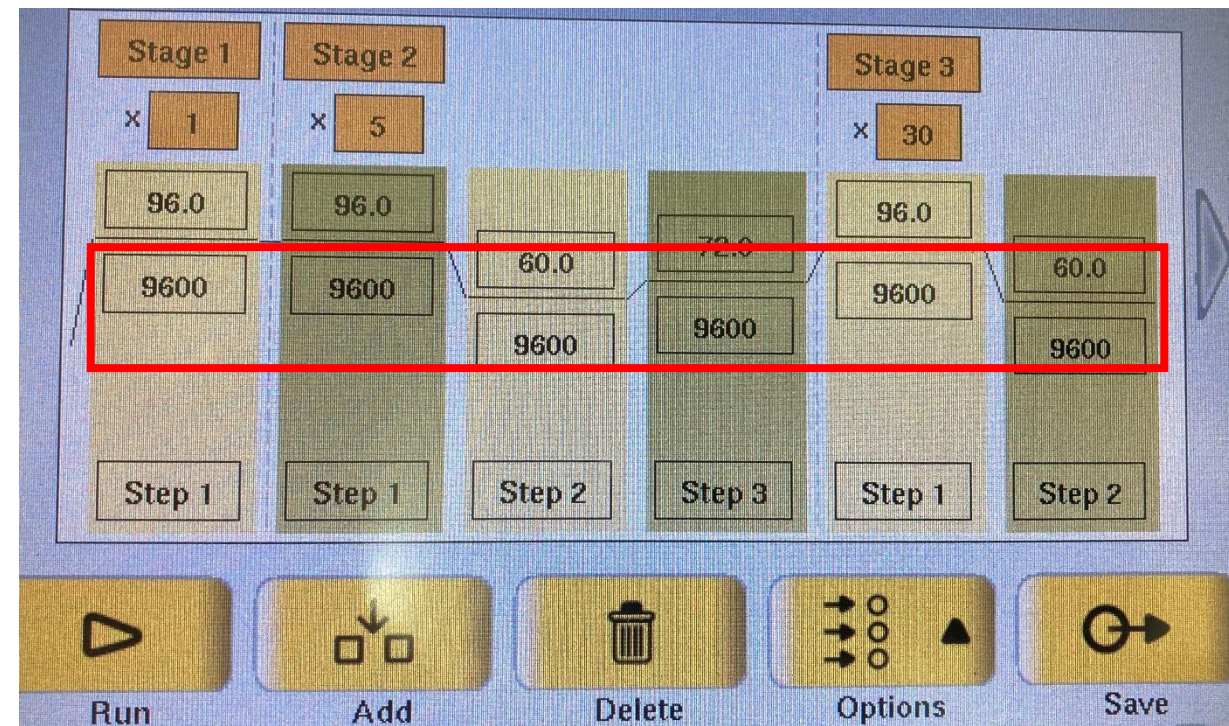 Stage 1 Stage 2 Stage 3
x 1 x 5 x 30
96.0 96.0 60.0 72.0 96.0 60.0
9600 9600 9600 9600 9600 9600
Step 1 Step 1 Step 2 Step 3 Step 1 Step 2
Run Add Delete Options Save